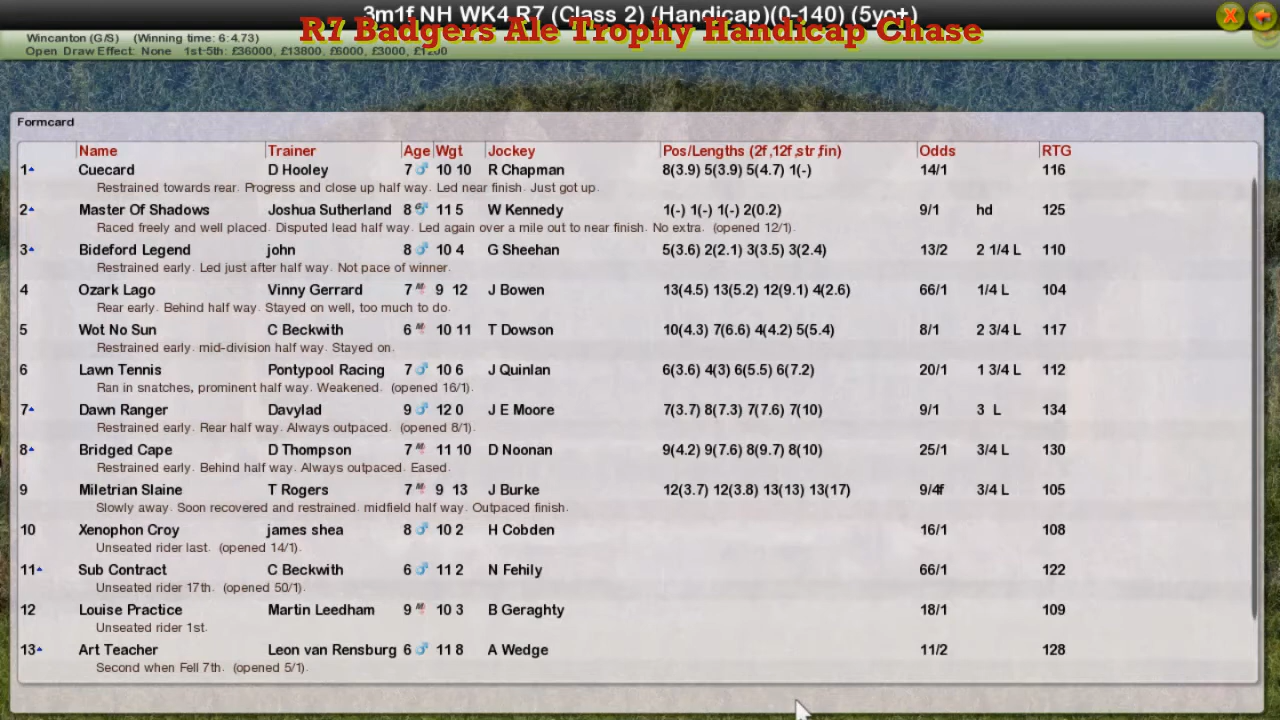 3m1f NH WK4 R7 (Class 2) (Handicap)(0-140) (5yo+)
R7 Badgers Ale Trophy Handicap Chase
Wincanton (G/S) (Winning time: 6:4.73)
Open Draw Effect: None 1st-5th: £36000, £13800, £6000, £3000, £1200
Formcard
Name Trainer Age Wgt Jockey Pos/Lengths (2f,12f,str,fin) Odds RTG
1 Cuecard D Hooley 7 10 10 R Chapman 8(3.9) 5(3.9) 5(4.7) 1(-) 14/1 116
Restrained towards rear. Progress and close up half way. Led near finish. Just got up.
2 Master Of Shadows Joshua Sutherland 8 11 5 W Kennedy 1(-) 1(-) 1(-) 2(0.2) 9/1 hd 125
Raced freely and well placed. Disputed lead half way. Led again over a mile out to near finish. No extra. (opened 12/1).
3 Bideford Legend john 8 10 4 G Sheehan 5(3.6) 2(2.1) 3(3.5) 3(2.4) 13/2 2 1/4 L 110
Restrained early. Led just after half way. Not pace of winner.
4 Ozark Lago Vinny Gerrard 7 9 12 J Bowen 13(4.5) 13(5.2) 12(9.1) 4(2.6) 66/1 1/4 L 104
Rear early. Behind half way. Stayed on well, too much to do.
5 Wot No Sun C Beckwith 6 10 11 T Dowson 10(4.3) 7(6.6) 4(4.2) 5(5.4) 8/1 2 3/4 L 117
Restrained early. mid-division half way. Stayed on.
6 Lawn Tennis Pontypool Racing 7 10 6 J Quinlan 6(3.6) 4(3) 6(5.5) 6(7.2) 20/1 1 3/4 L 112
Ran in snatches, prominent half way. Weakened. (opened 16/1).
7 Dawn Ranger Davylad 9 12 0 J E Moore 7(3.7) 8(7.3) 7(7.6) 7(10) 9/1 3 L 134
Restrained early. Rear half way. Always outpaced. (opened 8/1).
8 Bridged Cape D Thompson 7 11 10 D Noonan 9(4.2) 9(7.6) 8(9.7) 8(10) 25/1 3/4 L 130
Restrained early. Behind half way. Always outpaced. Eased.
9 Miletrian Slaine T Rogers 7 9 13 J Burke 12(3.7) 12(3.8) 13(13) 13(17) 9/4f 3/4 L 105
Slowly away. Soon recovered and restrained. midfield half way. Outpaced finish.
10 Xenophon Croy james shea 8 10 2 H Cobden 16/1 108
Unseated rider last. (opened 14/1).
11 Sub Contract C Beckwith 6 11 2 N Fehily 66/1 122
Unseated rider 17th. (opened 50/1).
12 Louise Practice Martin Leedham 9 10 3 B Geraghty 18/1 109
Unseated rider 1st.
13 Art Teacher Leon van Rensburg 6 11 8 A Wedge 11/2 128
Second when Fell 7th. (opened 5/1).